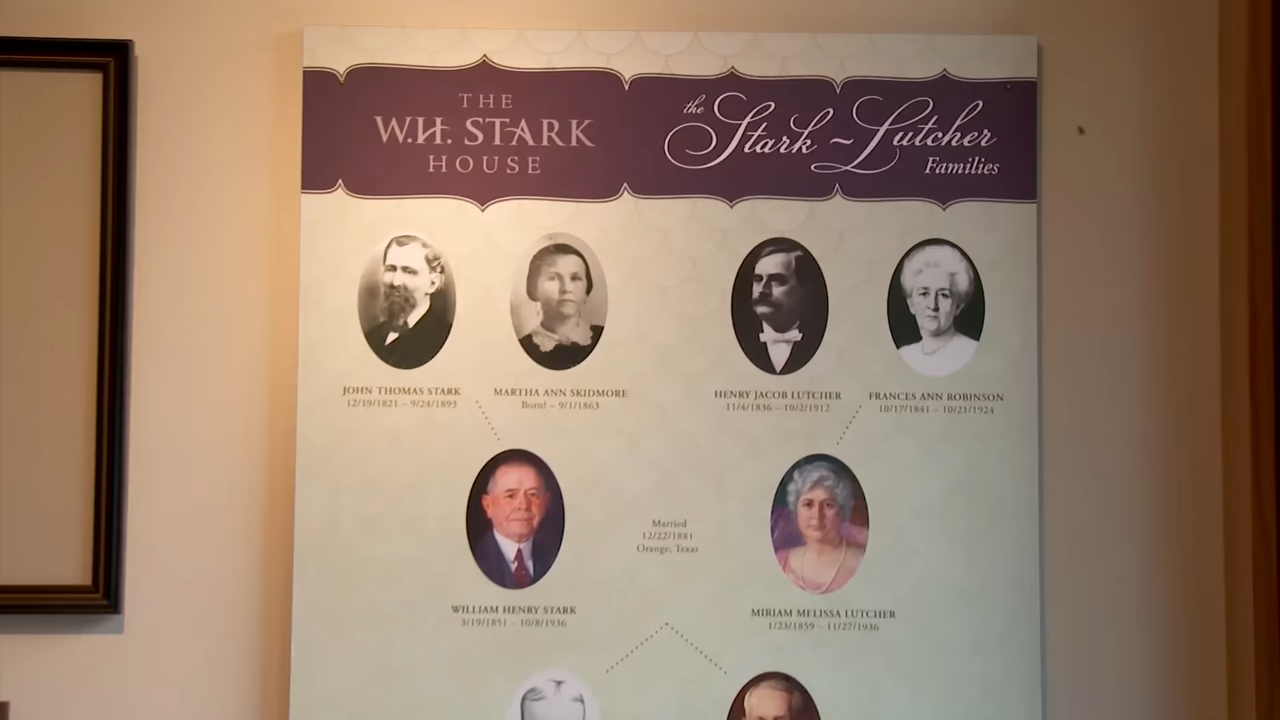 THE
W.H. STARK
HOUSE
the
Stark ~ Lutcher
Families
JOHN THOMAS STARK
12/19/1821 – 9/24/1893
MARTHA ANN SKIDMORE
Born? – 9/1/1863
HENRY JACOB LUTCHER
11/4/1836 – 10/2/1912
FRANCES ANN ROBINSON
10/17/1841 – 10/21/1924
Married
12/22/1881
Orange, Texas
WILLIAM HENRY STARK
3/19/1851 – 10/8/1936
MIRIAM MELISSA LUTCHER
1/23/1859 – 11/27/1936